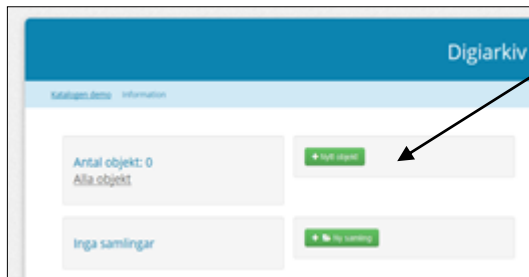 Digiarkiv
Katalogen demo Information
Antal objekt: 0
Alla objekt
+ Nytt objekt
Inga samlingar
+ Ny samling